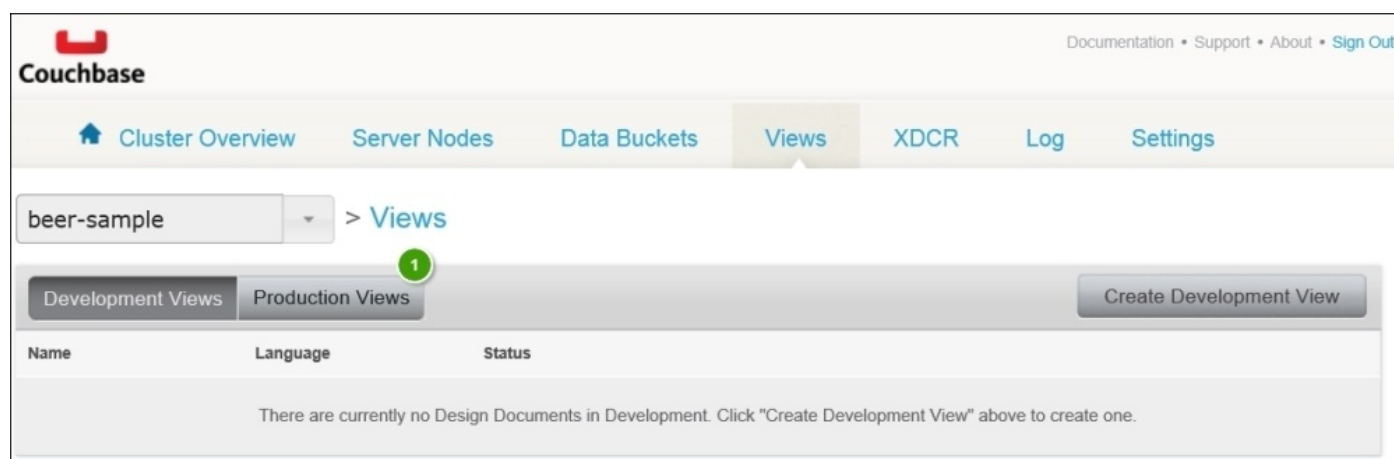 Couchbase
Documentation • Support • About • Sign Out
Cluster Overview Server Nodes Data Buckets Views XDCR Log Settings
beer-sample > Views
1
Development Views Production Views Create Development View
Name Language Status
There are currently no Design Documents in Development. Click "Create Development View" above to create one.